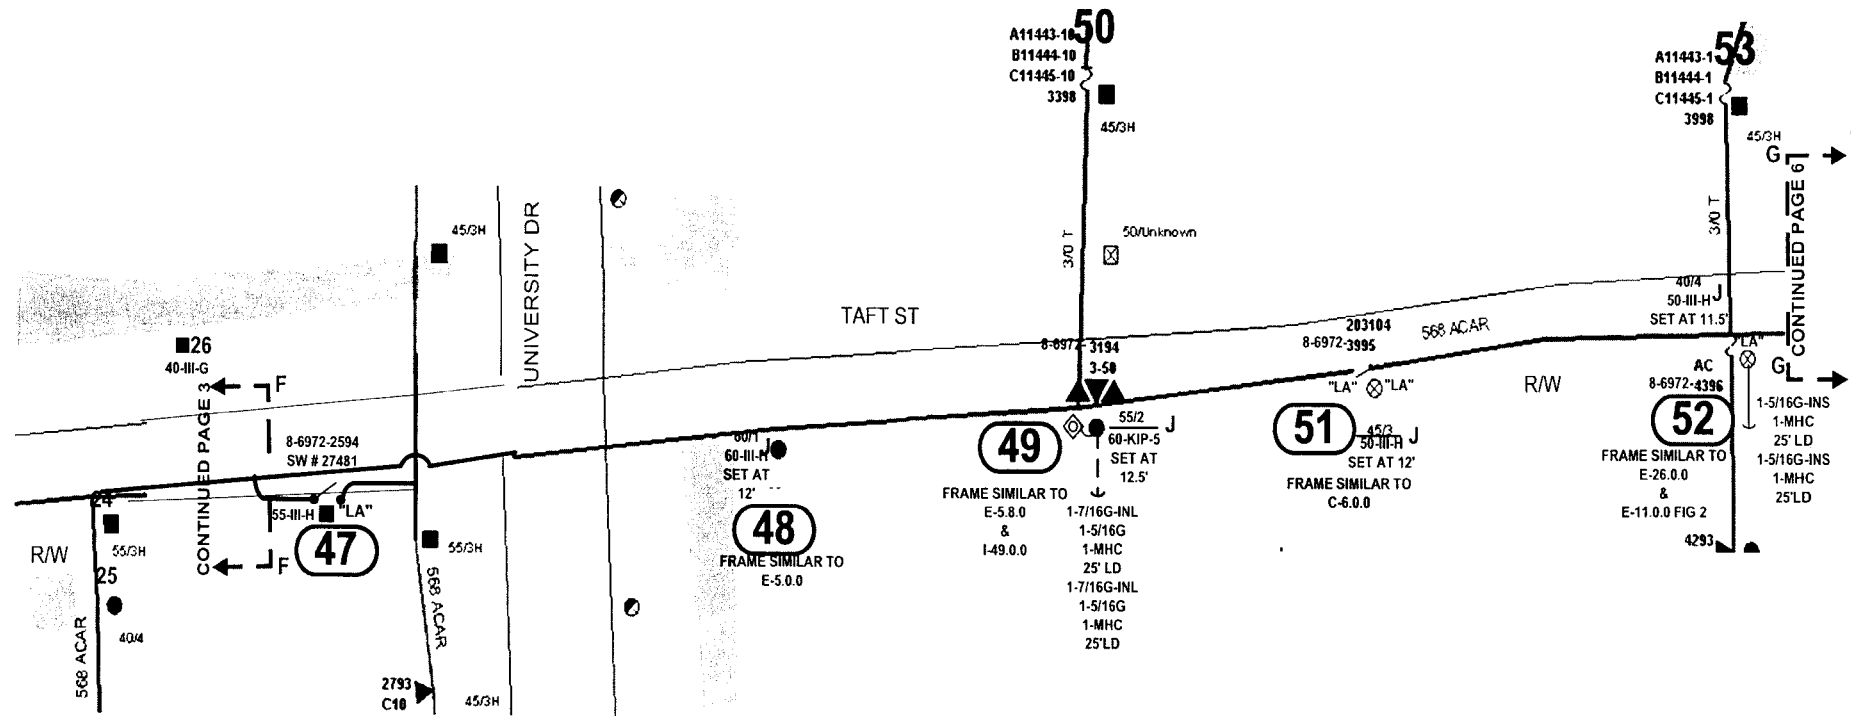 A11443-10
50
B11444-10
C11445-10
3398
45/3H
53
A11443-1
B11444-1
C11445-1
3998
45/3H
G
CONTINUED PAGE 6
G
3/0 T
45/3H
UNIVERSITY DR
3/0 T
50/Unknown
TAFT ST
40/4
50-III-H J
SET AT 11.5'
26
40-III-G
F
CONTINUED PAGE 3
F
8-6972-3194
3-50
203104
8-6972-3995
568 ACAR
"LA" "LA"
R/W
"LA"
AC
8-6972-4396
52
FRAME SIMILAR TO
E-26.0.0
&
E-11.0.0 FIG 2
4293
1-5/16G-INS
1-MHC
25' LD
1-5/16G-INS
1-MHC
25'LD
8-6972-2594
SW # 27481
24
55-III-H
"LA"
47
R/W
55/3H
25
40/4
568 ACAR
55/3H
568 ACAR
2793
C10
45/3H
60/1 J
60-III-H
SET AT
12'
48
FRAME SIMILAR TO
E-5.0.0
49
FRAME SIMILAR TO
E-5.8.0
&
I-49.0.0
55/2 J
60-KIP-5
SET AT
12.5'
1-7/16G-INL
1-5/16G
1-MHC
25' LD
1-7/16G-INL
1-5/16G
1-MHC
25'LD
51
45/3 J
50-III-H
SET AT 12'
FRAME SIMILAR TO
C-6.0.0